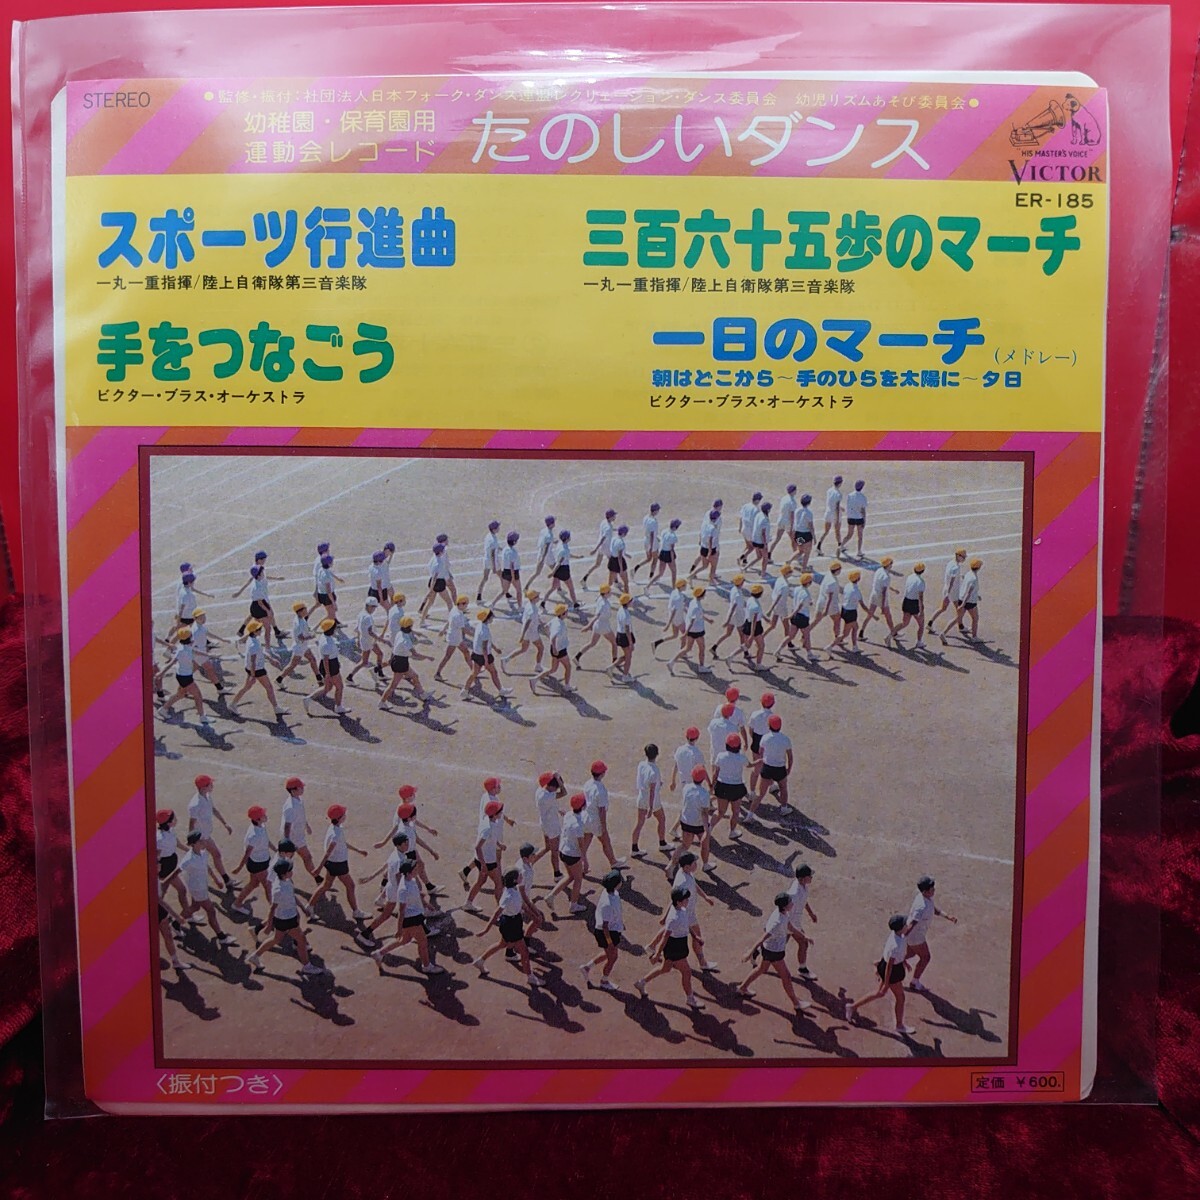 STEREO
●監修・振付：社団法人日本フォーク・ダンス連盟レクリェーション・ダンス委員会　幼児リズムあそび委員会●
幼稚園・保育園用
運動会レコード
たのしいダンス
"HIS MASTER'S VOICE"
VICTOR
ER-185
スポーツ行進曲
一丸一重指揮/陸上自衛隊第三音楽隊
三百六十五歩のマーチ
一丸一重指揮/陸上自衛隊第三音楽隊
手をつなごう
ビクター・ブラス・オーケストラ
一日のマーチ(メドレー)
朝はどこから～手のひらを太陽に～夕日
ビクター・ブラス・オーケストラ
〈振付つき〉
定価 ¥600.